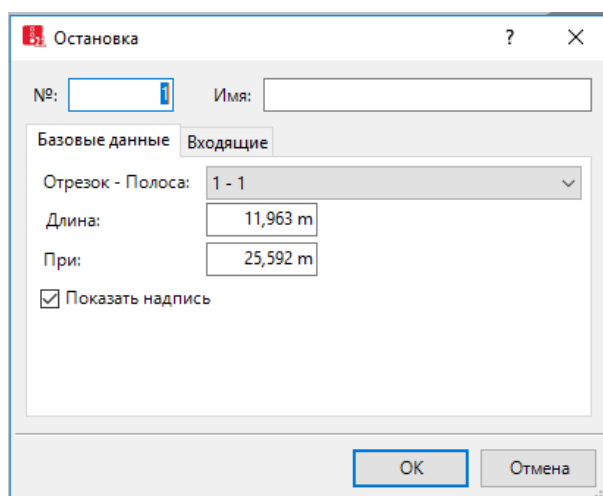 Остановка ?
№: 1 Имя:
Базовые данные Входящие
Отрезок - Полоса: 1 - 1
Длина: 11,963 m
При: 25,592 m
Показать надпись
OK Отмена